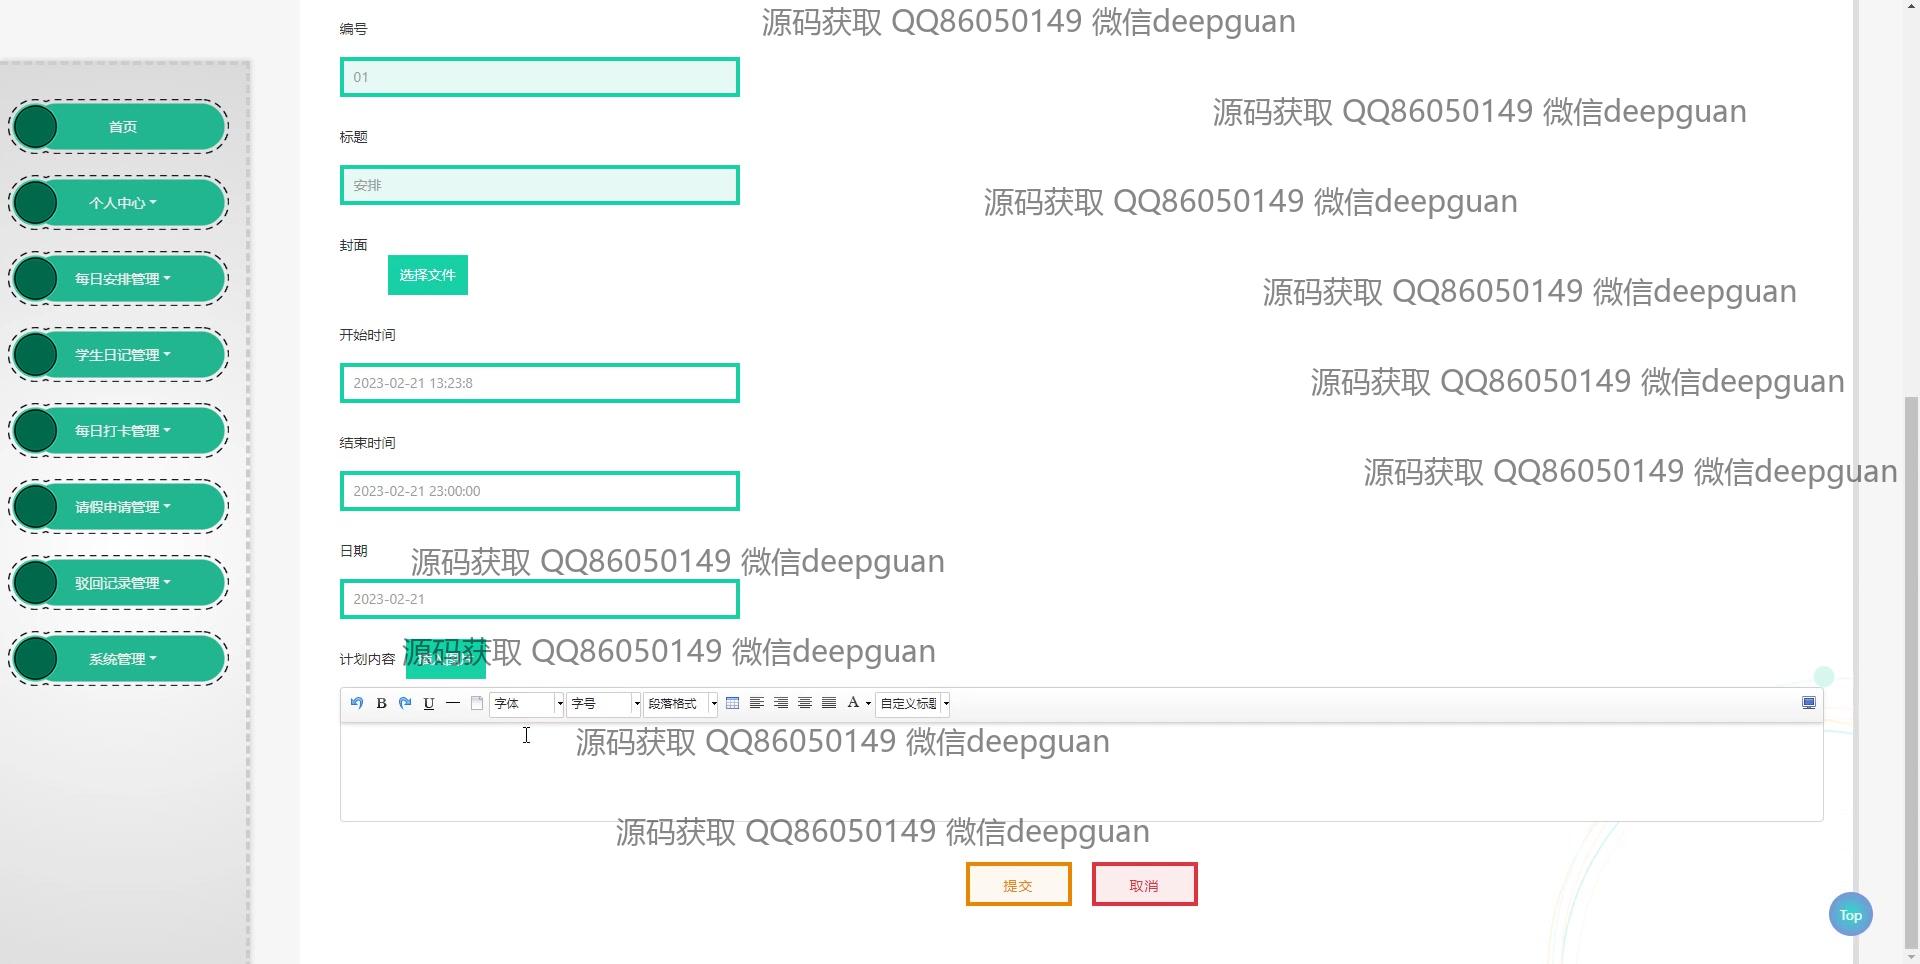 编号
源码获取 QQ86050149 微信deepguan
01
源码获取 QQ86050149 微信deepguan
首页
标题
安排
源码获取 QQ86050149 微信deepguan
个人中心
封面
选择文件
每日安排管理
源码获取 QQ86050149 微信deepguan
开始时间
学生日记管理
2023-02-21 13:23:8
源码获取 QQ86050149 微信deepguan
每日打卡管理
结束时间
源码获取 QQ86050149 微信deepguan
2023-02-21 23:00:00
请假申请管理
日期
源码获取 QQ86050149 微信deepguan
驳回记录管理
2023-02-21
系统管理
计划内容
源码获取 QQ86050149 微信deepguan
B U 字体 字号 段落格式 A 自定义标题
源码获取 QQ86050149 微信deepguan
源码获取 QQ86050149 微信deepguan
提交 取消
Top